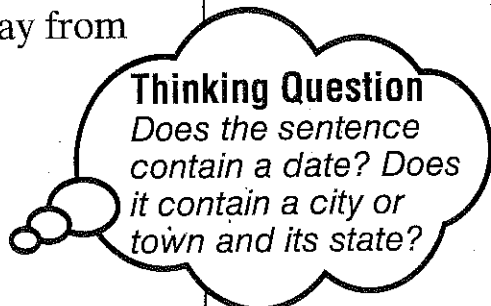 ay from
Thinking Question
Does the sentence
contain a date? Does
it contain a city or
town and its state?